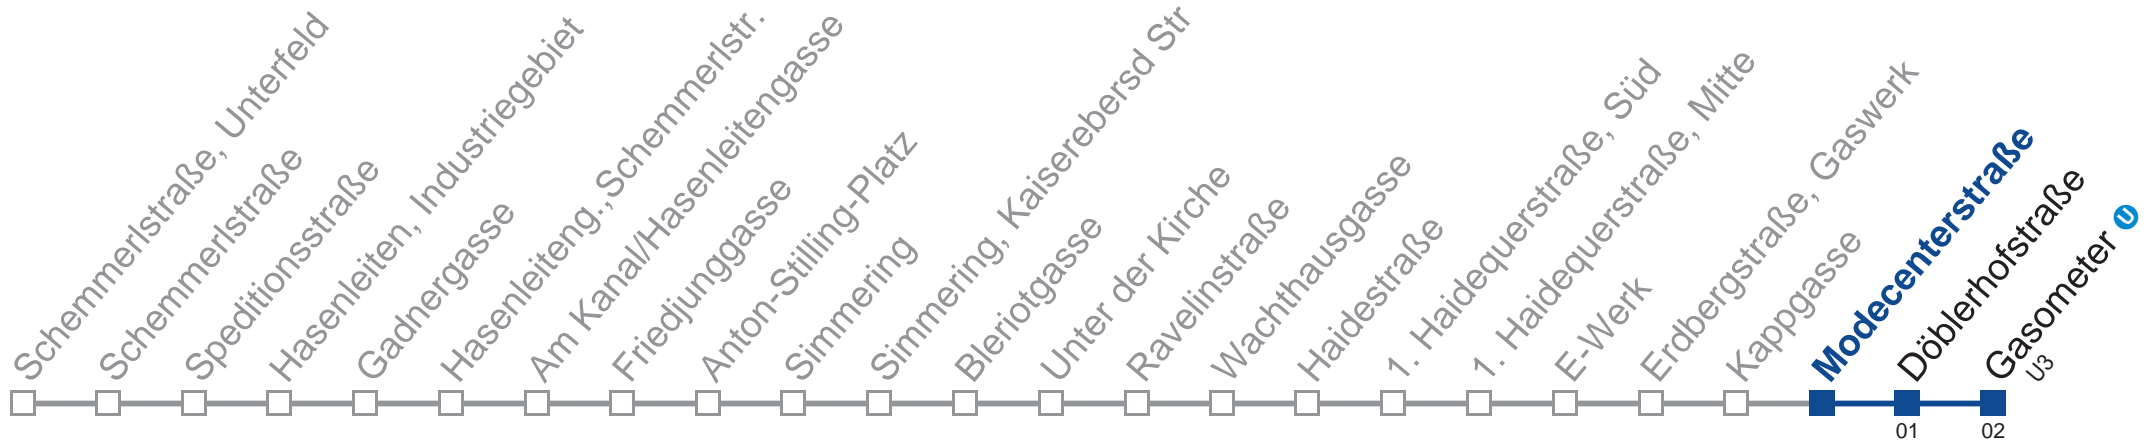 Schemmerlstraße, Unterfeld
Schemmerlstraße
Speditionsstraße
Hasenleiten, Industriegebiet
Gadnergasse
Hasenleiteng.,Schemmerlstr.
Am Kanal/Hasenleitengasse
Friedjunggasse
Anton-Stilling-Platz
Simmering
Simmering, Kaiserebersd Str
Bleriotgasse
Unter der Kirche
Ravelinstraße
Wachthausgasse
Haidestraße
1. Haidequerstraße, Süd
1. Haidequerstraße, Mitte
E-Werk
Erdbergstraße, Gaswerk
Kappgasse
Modecenterstraße
Döblerhofstraße
Gasometer U
U3
01
02